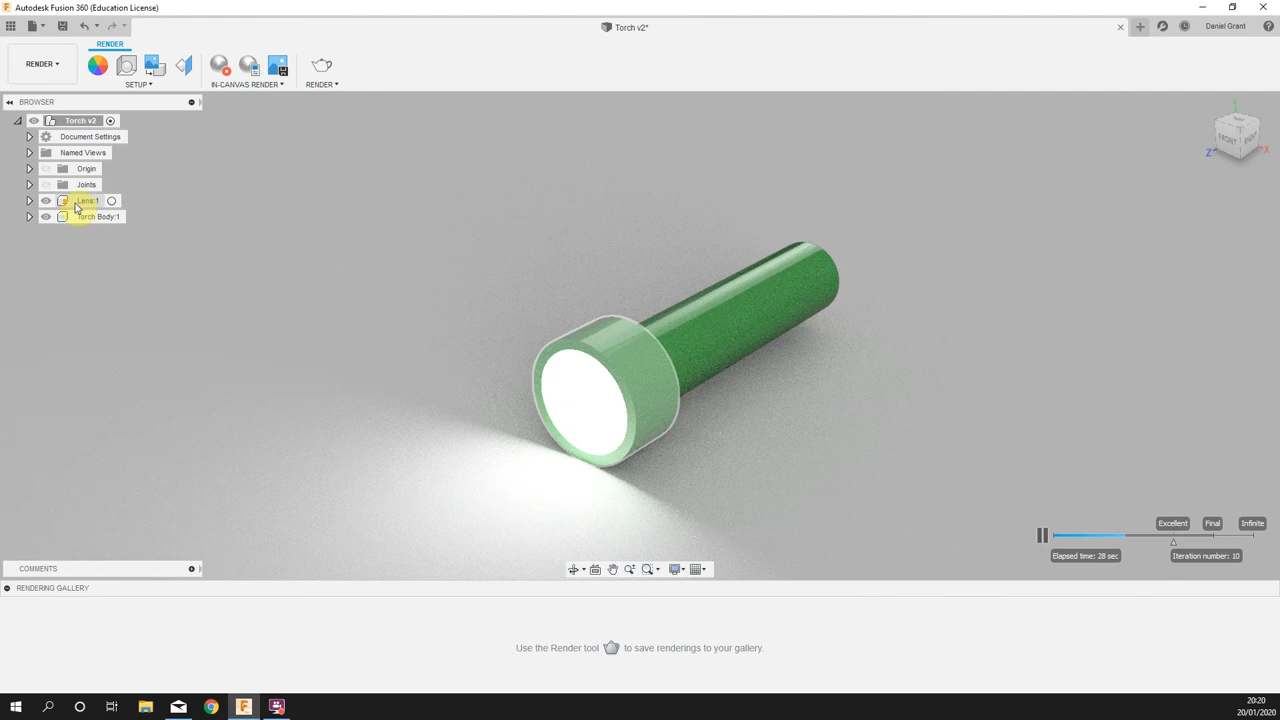 Autodesk Fusion 360 (Education License)
Torch v2*
Daniel Grant
RENDER
RENDER
SETUP
IN-CANVAS RENDER
RENDER
BROWSER
Torch v2
Document Settings
Named Views
Origin
Joints
Lens:1
Torch Body:1
FRONT
RIGHT
Y
Z
X
Excellent
Final
Infinite
Elapsed time: 28 sec
Iteration number: 10
COMMENTS
RENDERING GALLERY
Use the Render tool to save renderings to your gallery.
20:20
20/01/2020